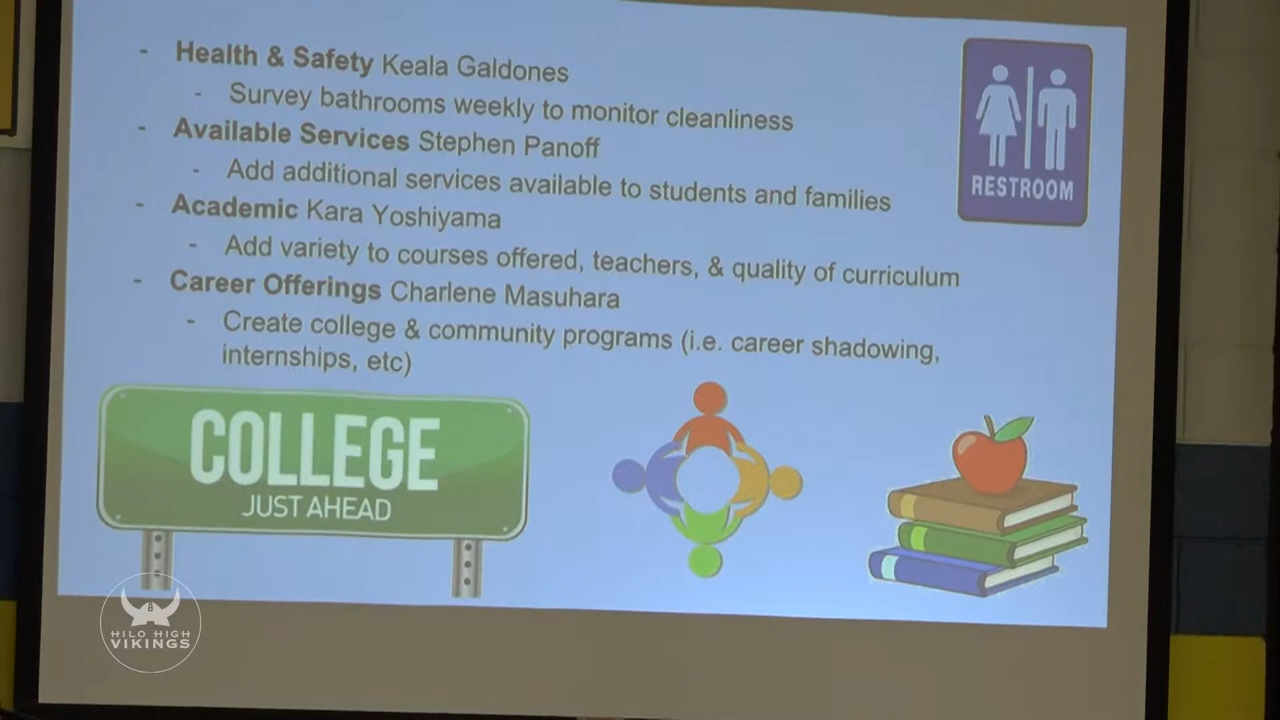 - Health & Safety Keala Galdones
- Survey bathrooms weekly to monitor cleanliness
- Available Services Stephen Panoff
- Add additional services available to students and families
- Academic Kara Yoshiyama
- Add variety to courses offered, teachers, & quality of curriculum
- Career Offerings Charlene Masuhara
- Create college & community programs (i.e. career shadowing,
internships, etc)
RESTROOM
COLLEGE
JUST AHEAD
HILO HIGH
VIKINGS